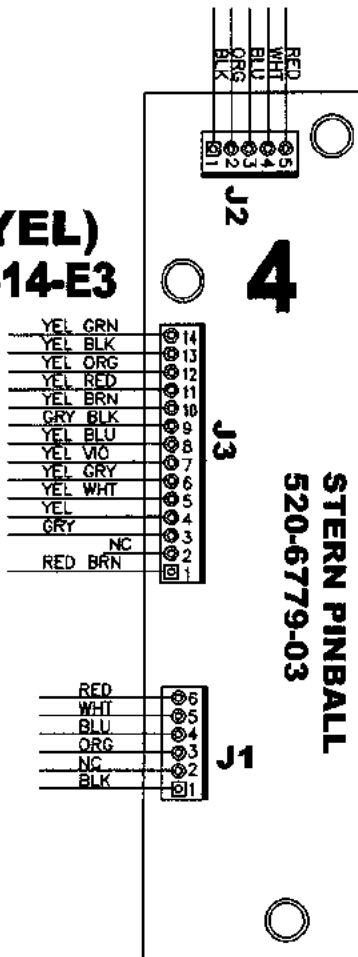 BLK
ORG
BLU
WHT
RED
1 2 3 4 5
J2
YEL)
4
-14-E3
YEL GRN 14
YEL BLK 13
YEL ORG 12
YEL RED 11
YEL BRN 10
GRY BLK 9
YEL BLU 8
YEL VIO 7
YEL GRY 6
YEL WHT 5
YEL 4
GRY 3
NC 2
RED BRN 1
J3
STERN PINBALL
520-6779-03
RED 6
WHT 5
BLU 4
ORG 3
NC 2
BLK 1
J1